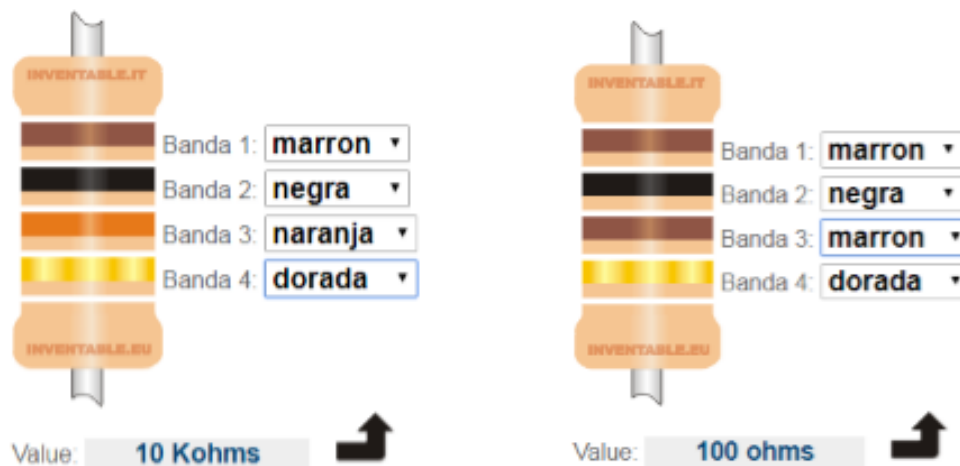 INVENTABLE.IT
Banda 1: marron
Banda 2: negra
Banda 3: naranja
Banda 4: dorada
INVENTABLE.EU
Value: 10 Kohms
INVENTABLE.IT
Banda 1: marron
Banda 2: negra
Banda 3: marron
Banda 4: dorada
INVENTABLE.EU
Value: 100 ohms